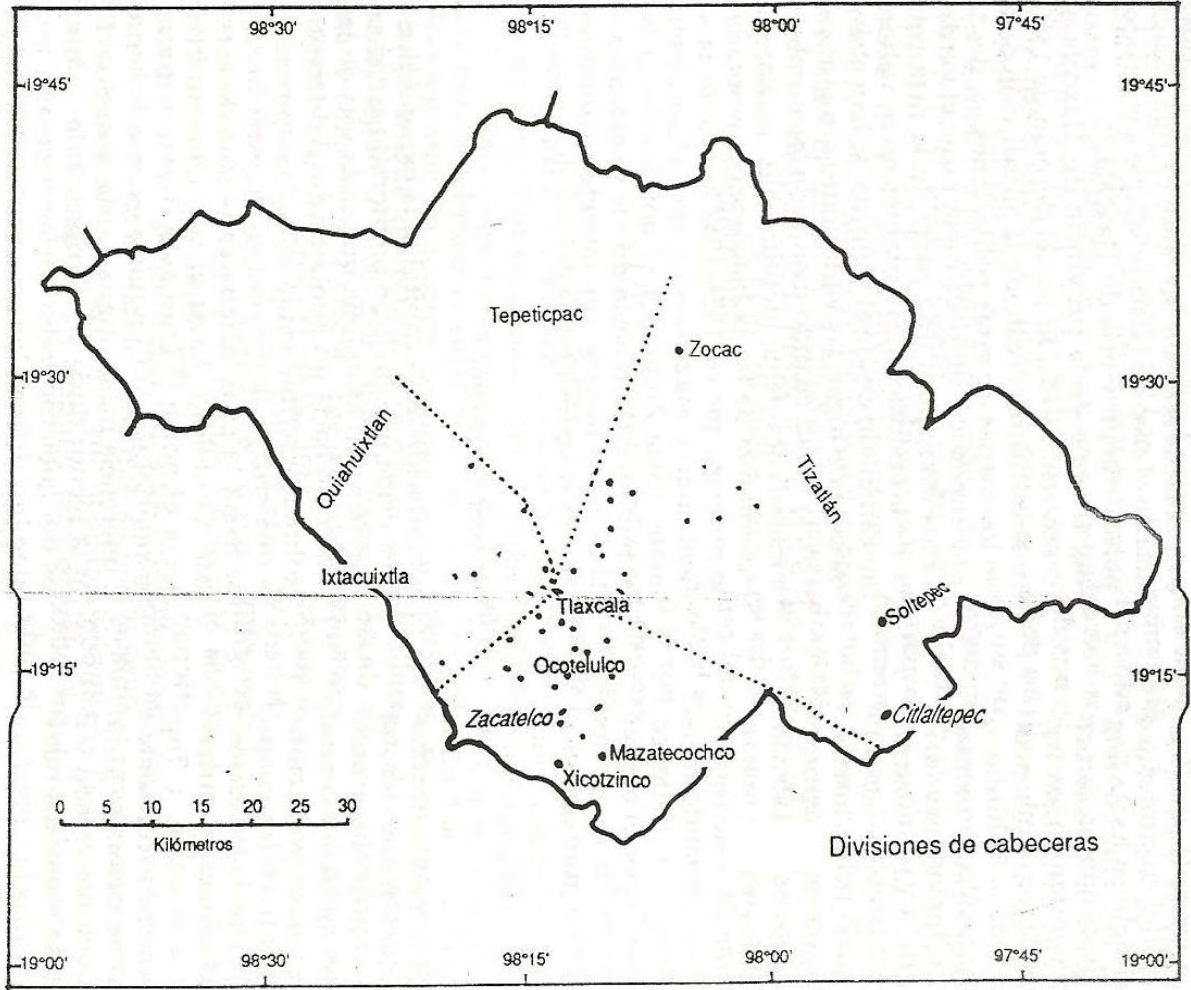 98°30' 98°15' 98°00' 97°45'
19°45' 19°45'
Tepeticpac
Zocac
19°30' 19°30'
Quiahuixtlan
Tizatlán
Ixtacuixtla
Tlaxcala
Soltepec
Ocotelulco
19°15' 19°15'
Zacatelco
Citlaltepec
Mazatecochco
Xicotzinco
0 5 10 15 20 25 30
Kilómetros
Divisiones de cabeceras
19°00' 19°00'
98°30' 98°15' 98°00' 97°45'